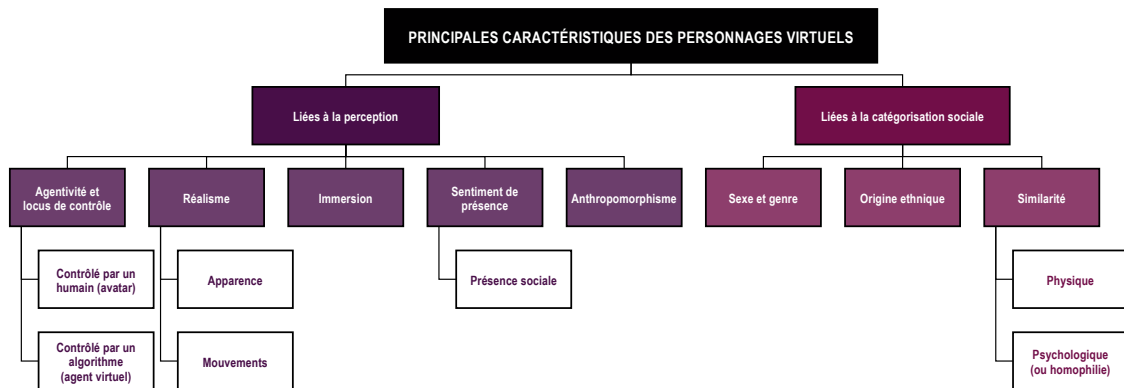 PRINCIPALES CARACTÉRISTIQUES DES PERSONNAGES VIRTUELS
Liées à la perception
Liées à la catégorisation sociale
Agentivité et
locus de contrôle
Réalisme
Immersion
Sentiment de
présence
Anthropomorphisme
Sexe et genre
Origine ethnique
Similarité
Contrôlé par un
humain (avatar)
Apparence
Présence sociale
Physique
Contrôlé par un
algorithme
(agent virtuel)
Mouvements
Psychologique
(ou homophilie)